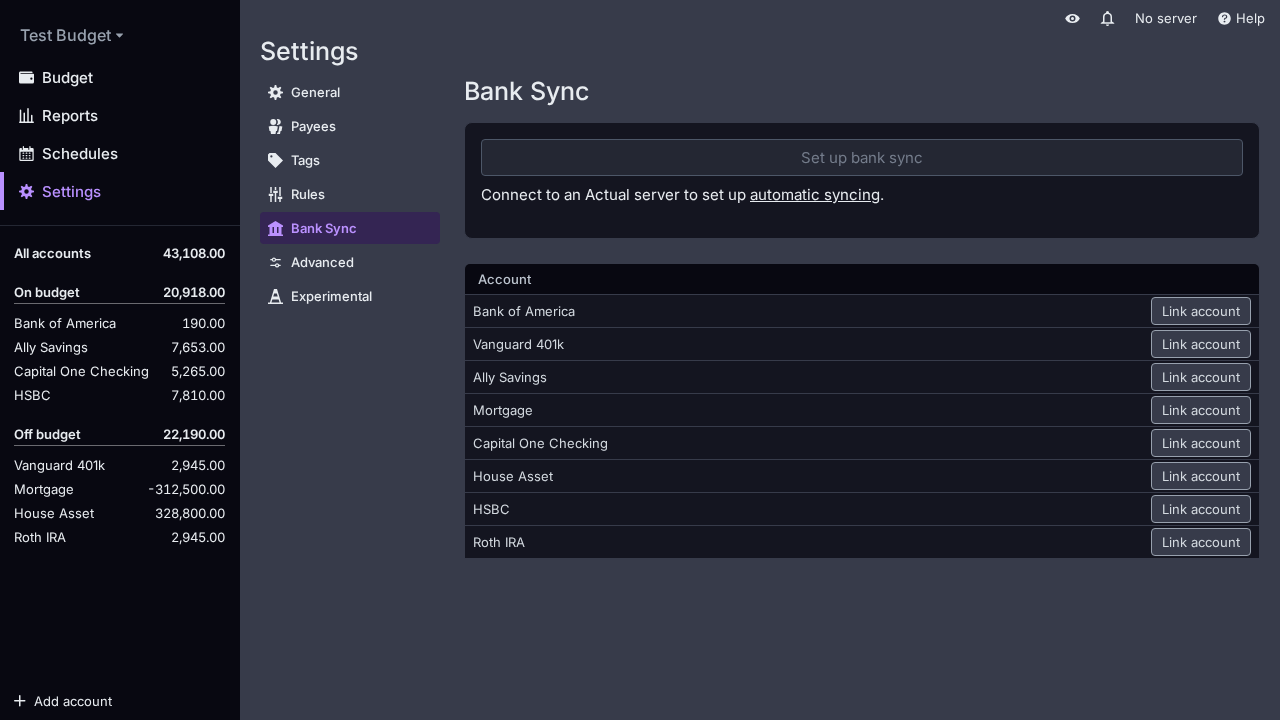 Test Budget
Budget
Reports
Schedules
Settings
All accounts 43,108.00
On budget 20,918.00
Bank of America 190.00
Ally Savings 7,653.00
Capital One Checking 5,265.00
HSBC 7,810.00
Off budget 22,190.00
Vanguard 401k 2,945.00
Mortgage -312,500.00
House Asset 328,800.00
Roth IRA 2,945.00
Add account
No server
Help
Settings
General
Payees
Tags
Rules
Bank Sync
Advanced
Experimental
Bank Sync
Set up bank sync
Connect to an Actual server to set up automatic syncing.
Account
Bank of America Link account
Vanguard 401k Link account
Ally Savings Link account
Mortgage Link account
Capital One Checking Link account
House Asset Link account
HSBC Link account
Roth IRA Link account